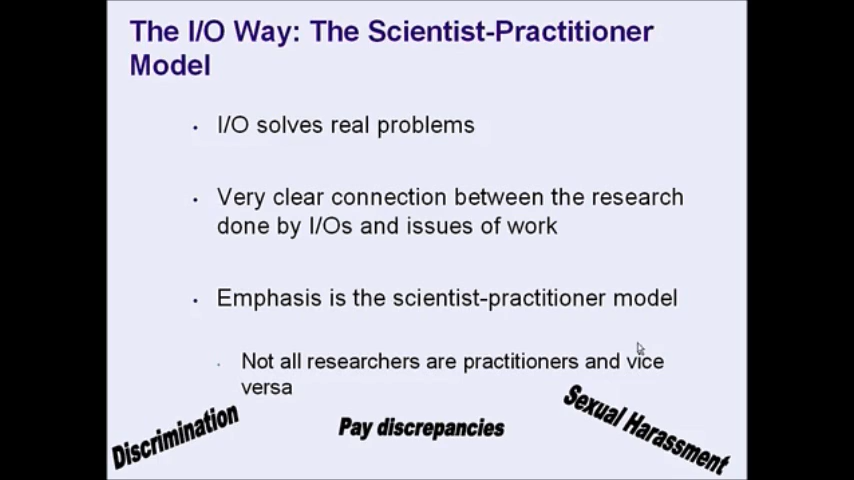 The I/O Way: The Scientist-Practitioner
Model
I/O solves real problems
Very clear connection between the research
done by I/Os and issues of work
Emphasis is the scientist-practitioner model
Not all researchers are practitioners and vice
versa
Discrimination
Pay discrepancies
Sexual Harassment